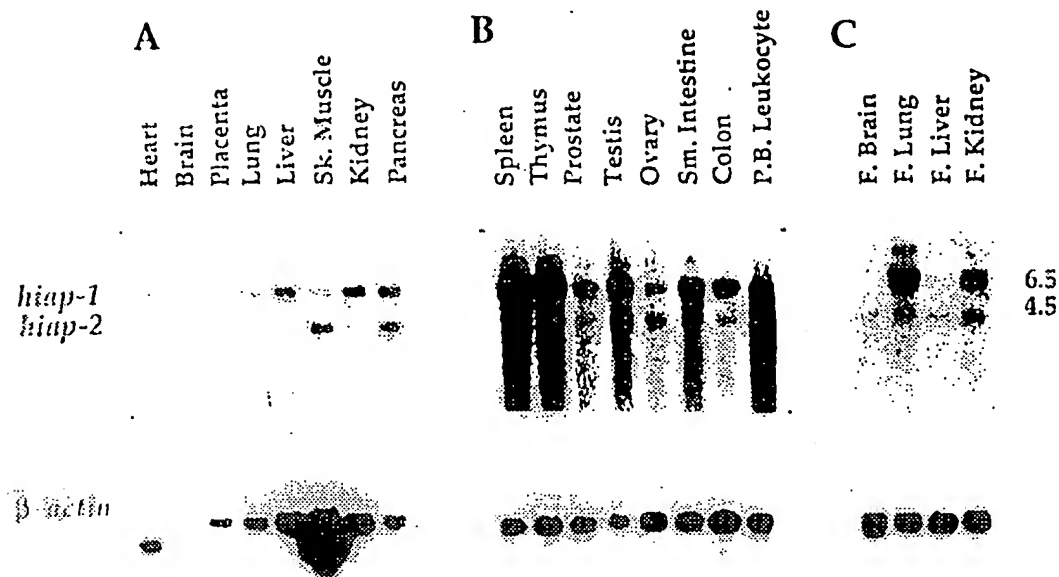 A
B
C
Heart
Brain
Placenta
Lung
Liver
Sk. Muscle
Kidney
Pancreas
Spleen
Thymus
Prostate
Testis
Ovary
Sm. Intestine
Colon
P.B. Leukocyte
F. Brain
F. Lung
F. Liver
F. Kidney
hiap-1
hiap-2
6.5
4.5
β-actin